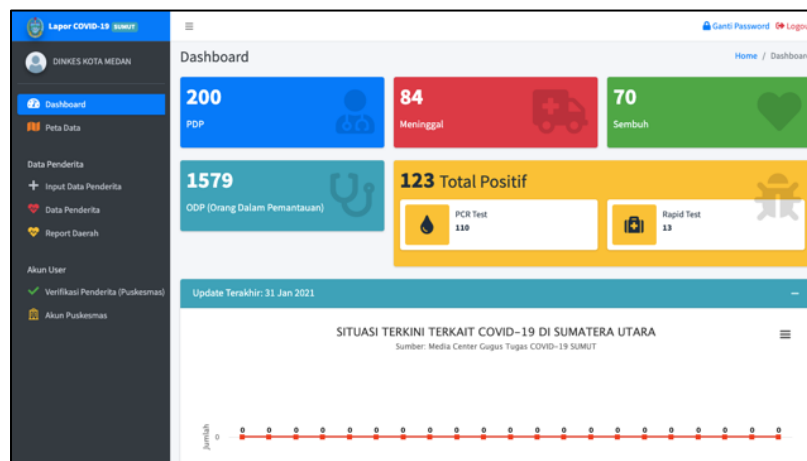 Lapor COVID-19 SUMUT
Ganti Password Logou
DINKES KOTA MEDAN
Dashboard
Home / Dashboard
Dashboard
Peta Data
Data Penderita
Input Data Penderita
Data Penderita
Report Daerah
Akun User
Verifikasi Penderita (Puskesmas)
Akun Puskesmas
200
PDP
84
Meninggal
70
Sembuh
1579
ODP (Orang Dalam Pemantauan)
123 Total Positif
PCR Test
110
Rapid Test
13
Update Terakhir: 31 Jan 2021
SITUASI TERKINI TERKAIT COVID-19 DI SUMATERA UTARA
Sumber: Media Center Gugus Tugas COVID-19 SUMUT
Jumlah
0
0 0 0 0 0 0 0 0 0 0 0 0 0 0 0 0 0 0 0 0 0